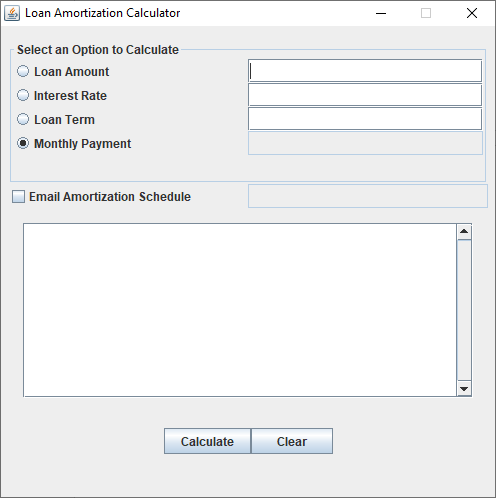 Loan Amortization Calculator
Select an Option to Calculate
Loan Amount
Interest Rate
Loan Term
Monthly Payment
Email Amortization Schedule
Calculate Clear